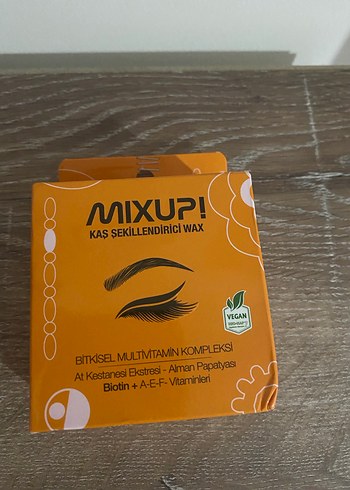 MIXUP!
KAŞ ŞEKİLLENDİRİCİ WAX
VEGAN
BİTKİSEL MULTİVİTAMİN KOMPLEKSİ
At Kestanesi Ekstresi - Alman Papatyası
Biotin + A-E-F- Vitaminleri